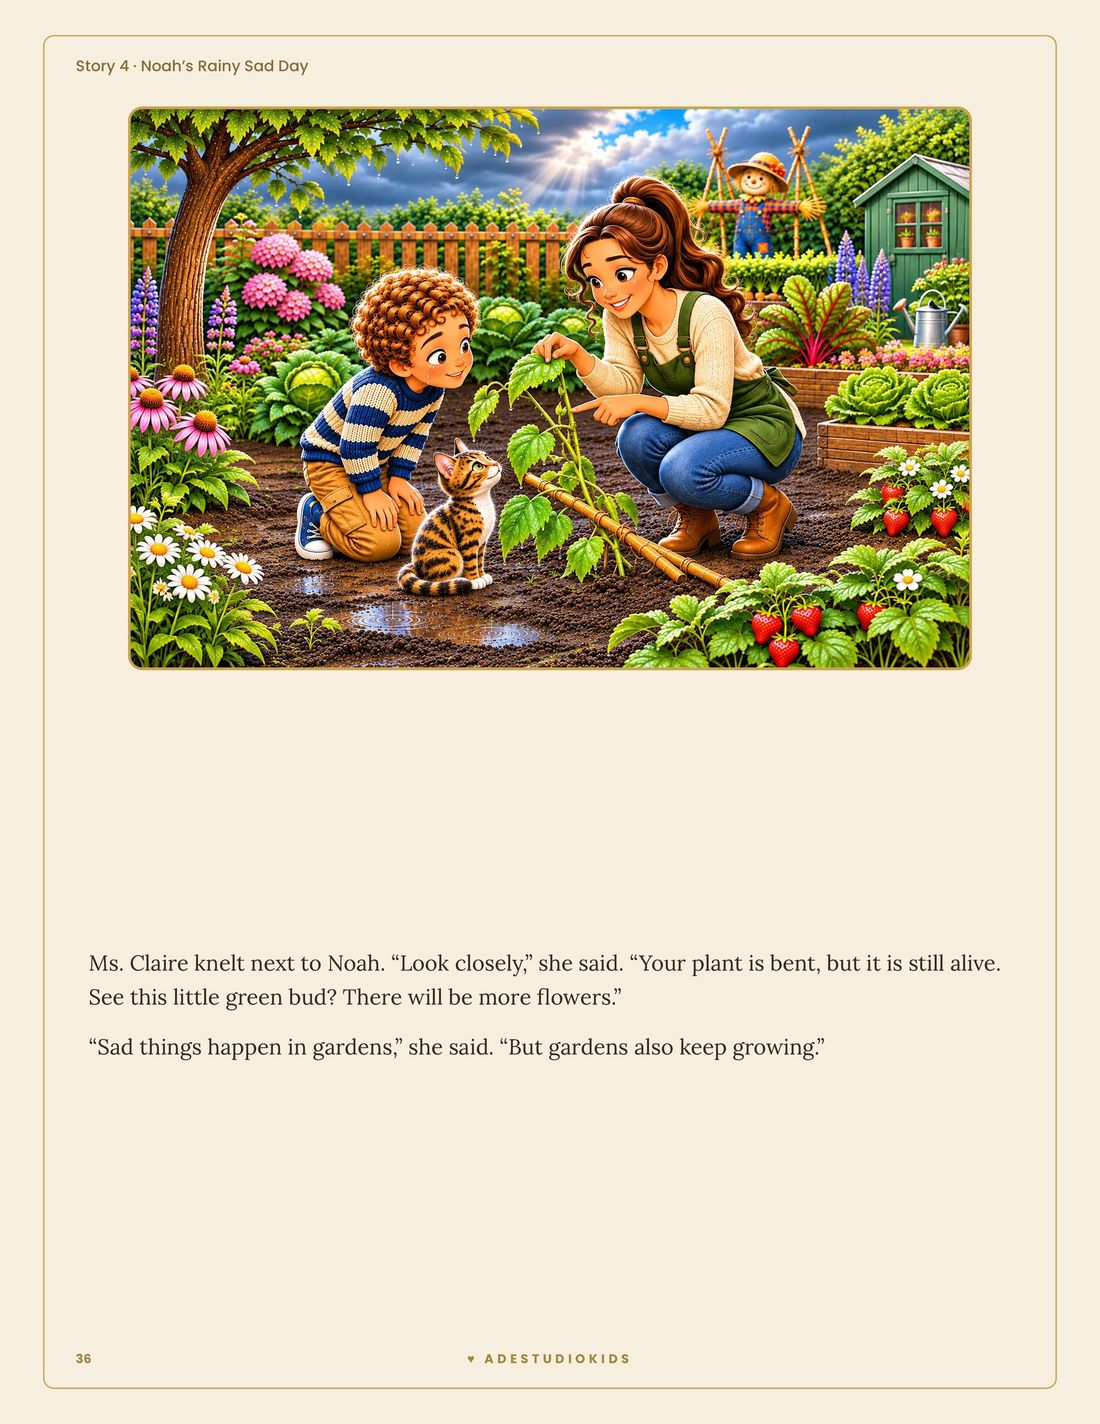 Story 4 · Noah’s Rainy Sad Day
Ms. Claire knelt next to Noah. “Look closely,” she said. “Your plant is bent, but it is still alive.
See this little green bud? There will be more flowers.”
“Sad things happen in gardens,” she said. “But gardens also keep growing.”
36
♥ ADESTUDIOKIDS